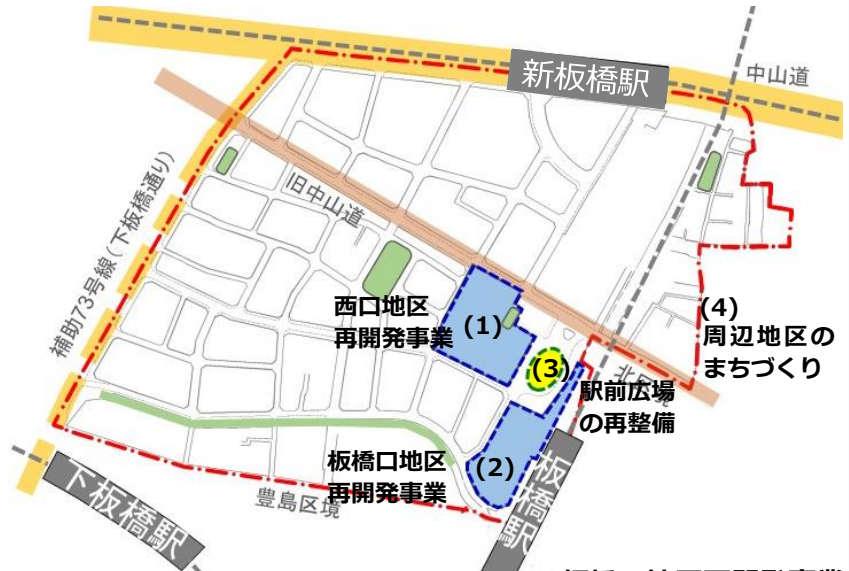 新板橋駅
中山道
補助73号線(下板橋通り)
旧中山道
西口地区
再開発事業
(1)
(4)
周辺地区の
まちづくり
(3)
北区境
駅前広場
の再整備
板橋口地区
再開発事業
(2)
板橋駅
豊島区境
下板橋駅